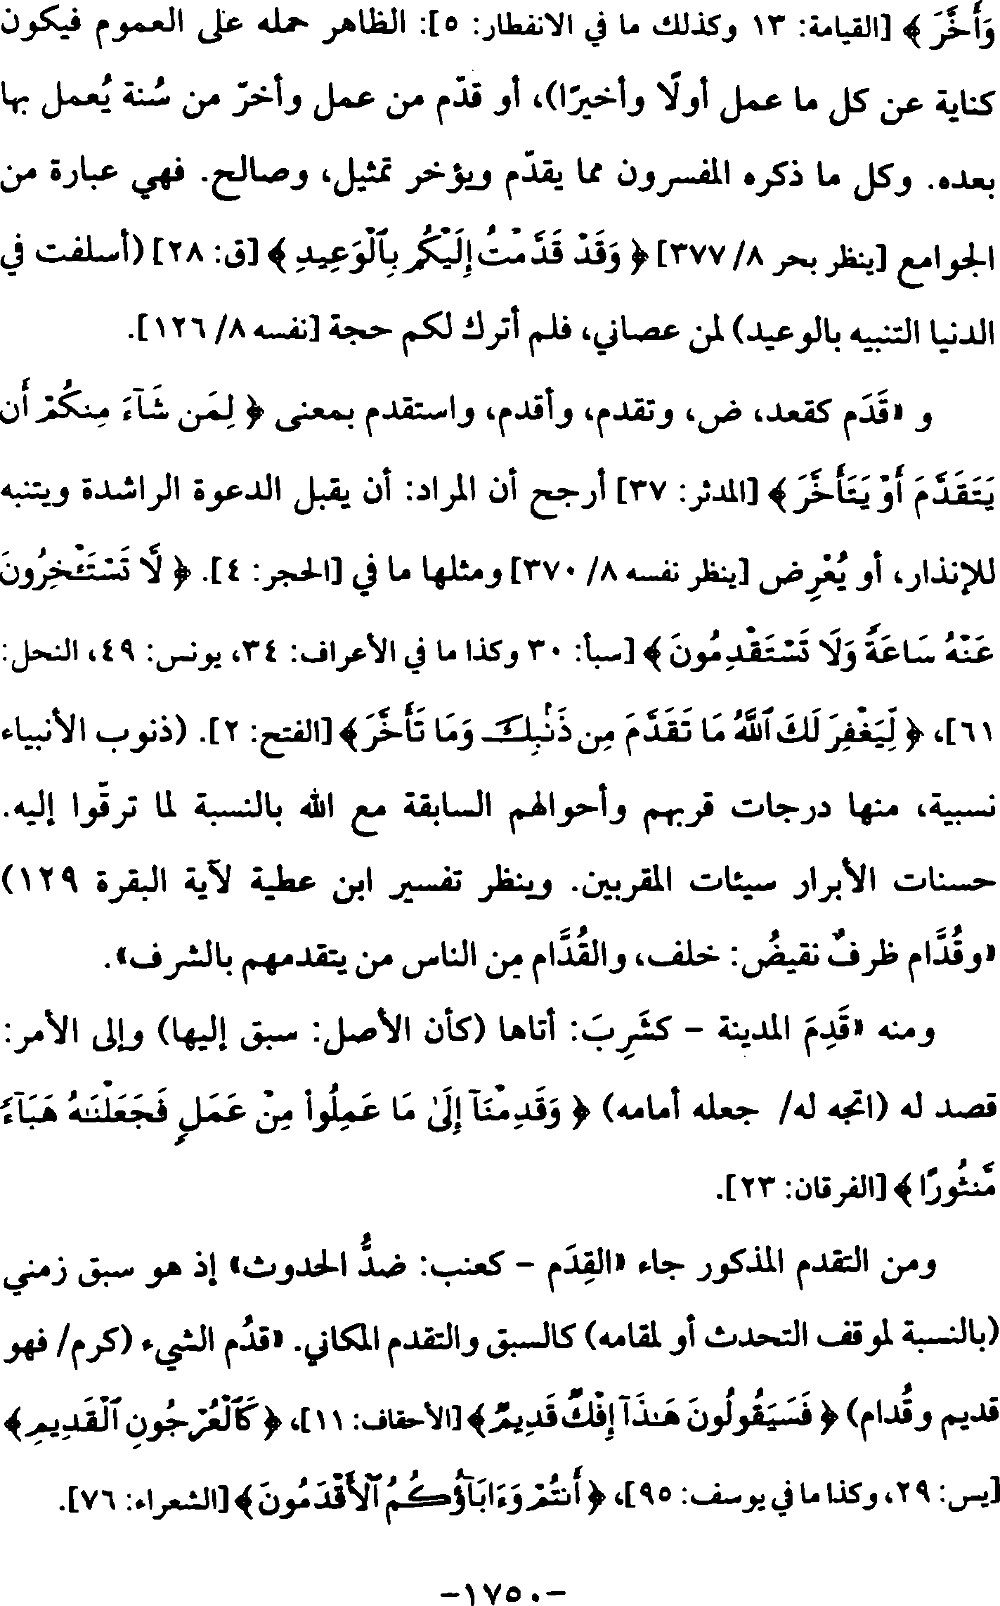 وَأَخَّرَ ﴾ [القيامة: ١٣ وكذلك ما في الانفطار: ٥]: الظاهر حمله على العموم فيكون
كناية عن كل ما عمل أولًا وأخيرًا)، أو قدّم من عمل وأخرّ من سُنة يُعمل بها
بعده. وكل ما ذكره المفسرون مما يقدّم ويؤخر تمثيل، وصالح. فهي عبارة من
الجوامع [ينظر بحر ٨/ ٣٧٧] ﴿ وَقَدْ قَدَّمْتُ إِلَيْكُم بِٱلْوَعِيدِ ﴾ [ق: ٢٨] (أسلفت في
الدنيا التنبيه بالوعيد) لمن عصاني، فلم أترك لكم حجة [نفسه ٨/ ١٢٦].
و «قَدَم كقعد، ض، وتقدم، وأقدم، واستقدم بمعنى ﴿ لِمَن شَآءَ مِنكُمْ أَن
يَتَقَدَّمَ أَوْ يَتَأَخَّرَ ﴾ [المدثر: ٣٧] أرجح أن المراد: أن يقبل الدعوة الراشدة ويتنبه
للإنذار، أو يُعْرِض [ينظر نفسه ٨/ ٣٧٠] ومثلها ما في [الحجر: ٤]. ﴿ لَّا تَسْتَـْٔخِرُونَ
عَنْهُ سَاعَةً وَلَا تَسْتَقْدِمُونَ ﴾ [سبأ: ٣٠ وكذا ما في الأعراف: ٣٤، يونس: ٤٩، النحل:
٦١]، ﴿ لِّيَغْفِرَ لَكَ ٱللَّهُ مَا تَقَدَّمَ مِن ذَنۢبِكَ وَمَا تَأَخَّرَ ﴾ [الفتح: ٢]. (ذنوب الأنبياء
نسبية، منها درجات قربهم وأحوالهم السابقة مع الله بالنسبة لما ترقّوا إليه.
حسنات الأبرار سيئات المقربين. وينظر تفسير ابن عطية لآية البقرة ١٢٩)
«وقُدَّام ظرفٌ نقيضُ: خلف، والقُدَّام مِن الناس من يتقدمهم بالشرف».
ومنه «قَدِمَ المدينة - كشَرِبَ: أتاها (كأن الأصل: سبق إليها) وإلى الأمر:
قصد له (اتجه له/ جعله أمامه) ﴿ وَقَدِمْنَآ إِلَىٰ مَا عَمِلُوا۟ مِنْ عَمَلٍ فَجَعَلْنَـٰهُ هَبَآءً
مَّنثُورًا ﴾ [الفرقان: ٢٣].
ومن التقدم المذكور جاء «القِدَم - كعنب: ضدُّ الحدوث» إذ هو سبق زمني
(بالنسبة لموقف التحدث أو لمقامه) كالسبق والتقدم المكاني. «قدُم الشيء (كرم/ فهو
قديم وقُدام) ﴿ فَسَيَقُولُونَ هَـٰذَآ إِفْكٌ قَدِيمٌ ﴾ [الأحقاف: ١١]، ﴿ كَٱلْعُرْجُونِ ٱلْقَدِيمِ ﴾
[يس: ٢٩، وكذا ما في يوسف: ٩٥]، ﴿ أَنتُمْ وَءَابَآؤُكُمُ ٱلْأَقْدَمُونَ ﴾ [الشعراء: ٧٦].
-١٧٥٠-